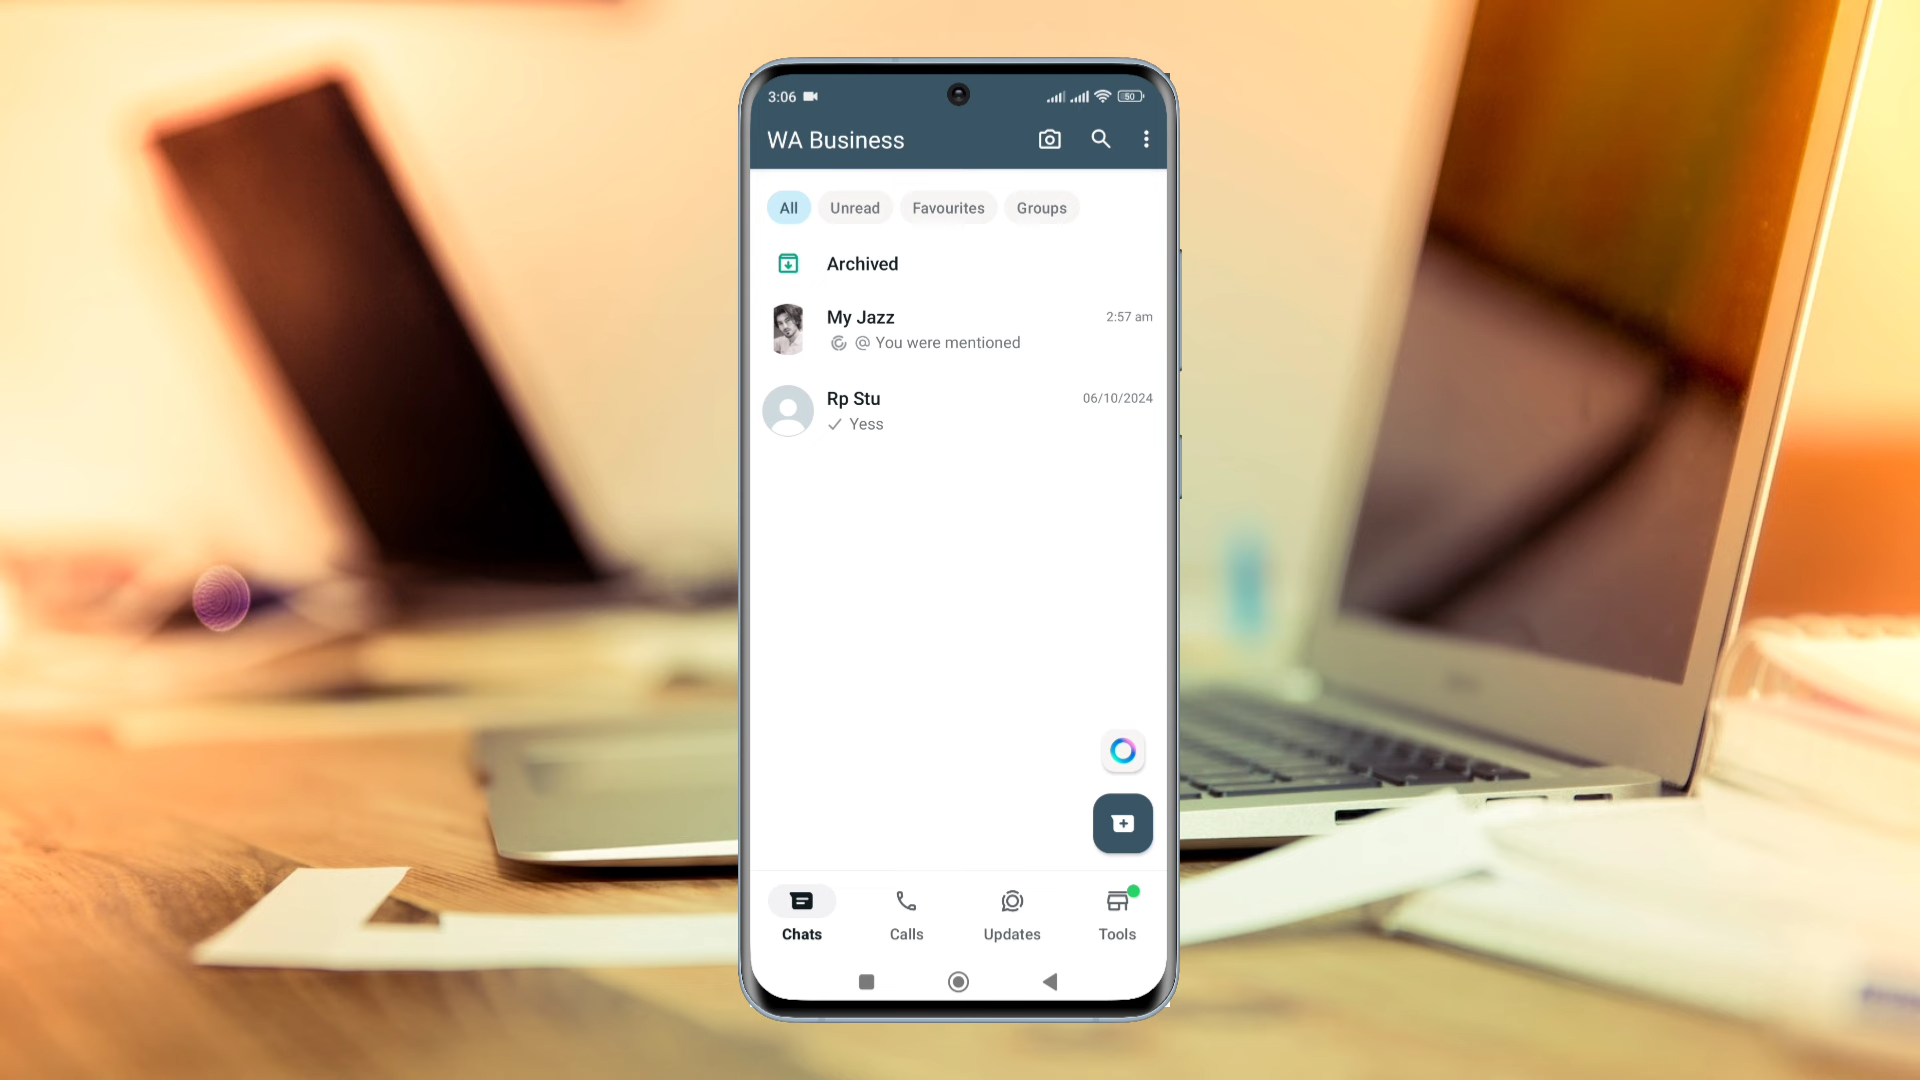 3:06
50
WA Business
All Unread Favourites Groups
Archived
My Jazz 2:57 am
@ You were mentioned
Rp Stu 06/10/2024
Yess
Chats Calls Updates Tools